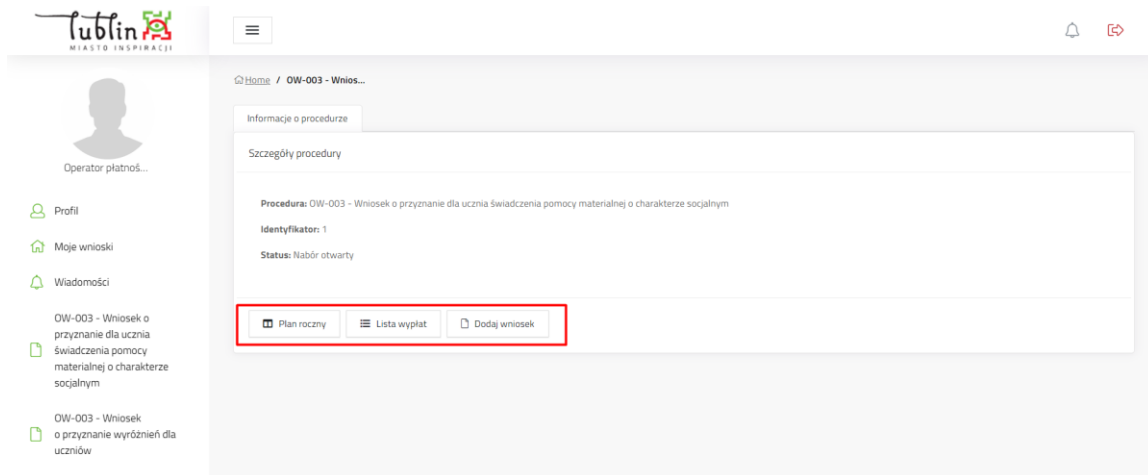 lublin
MIASTO INSPIRACJI
Operator płatnoś...
Profil
Moje wnioski
Wiadomości
OW-003 - Wniosek o
przyznanie dla ucznia
świadczenia pomocy
materialnej o charakterze
socjalnym
OW-003 - Wniosek
o przyznanie wyróżnień dla
uczniów
Home / OW-003 - Wnios...
Informacje o procedurze
Szczegóły procedury
Procedura: OW-003 - Wniosek o przyznanie dla ucznia świadczenia pomocy materialnej o charakterze socjalnym
Identyfikator: 1
Status: Nabór otwarty
Plan roczny Lista wypłat Dodaj wniosek